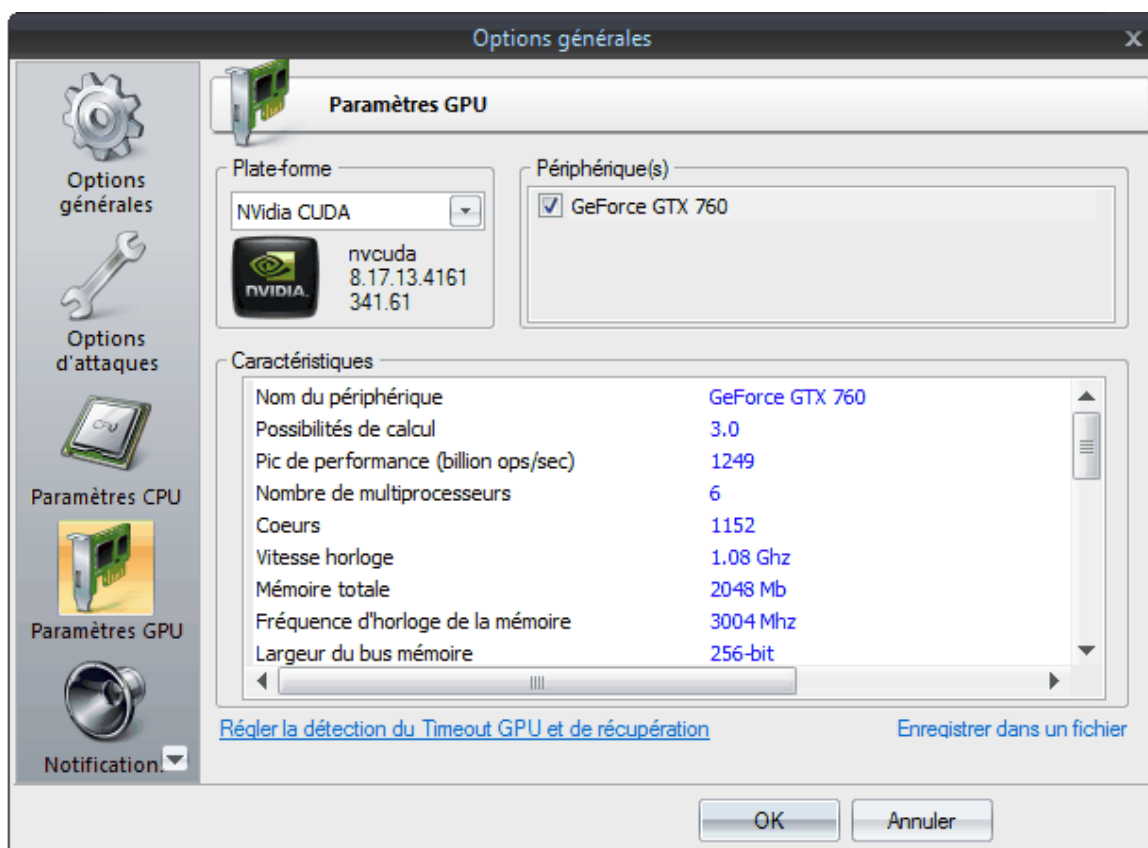 Options générales
Options
générales
Options
d'attaques
CPU
Paramètres CPU
Paramètres GPU
Notification.
Paramètres GPU
Plate-forme
NVidia CUDA
NVIDIA.
nvcuda
8.17.13.4161
341.61
Périphérique(s)
GeForce GTX 760
Caractéristiques
Nom du périphérique GeForce GTX 760
Possibilités de calcul 3.0
Pic de performance (billion ops/sec) 1249
Nombre de multiprocesseurs 6
Coeurs 1152
Vitesse horloge 1.08 Ghz
Mémoire totale 2048 Mb
Fréquence d'horloge de la mémoire 3004 Mhz
Largeur du bus mémoire 256-bit
Régler la détection du Timeout GPU et de récupération
Enregistrer dans un fichier
OK
Annuler